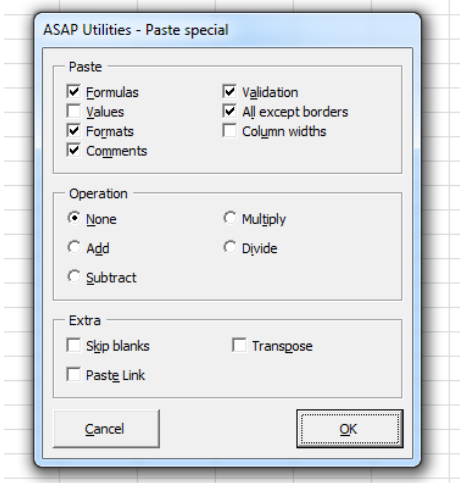 ASAP Utilities - Paste special
Paste
Formulas
Values
Formats
Comments
Validation
All except borders
Column widths
Operation
None
Add
Subtract
Multiply
Divide
Extra
Skip blanks
Paste Link
Transpose
Cancel
OK